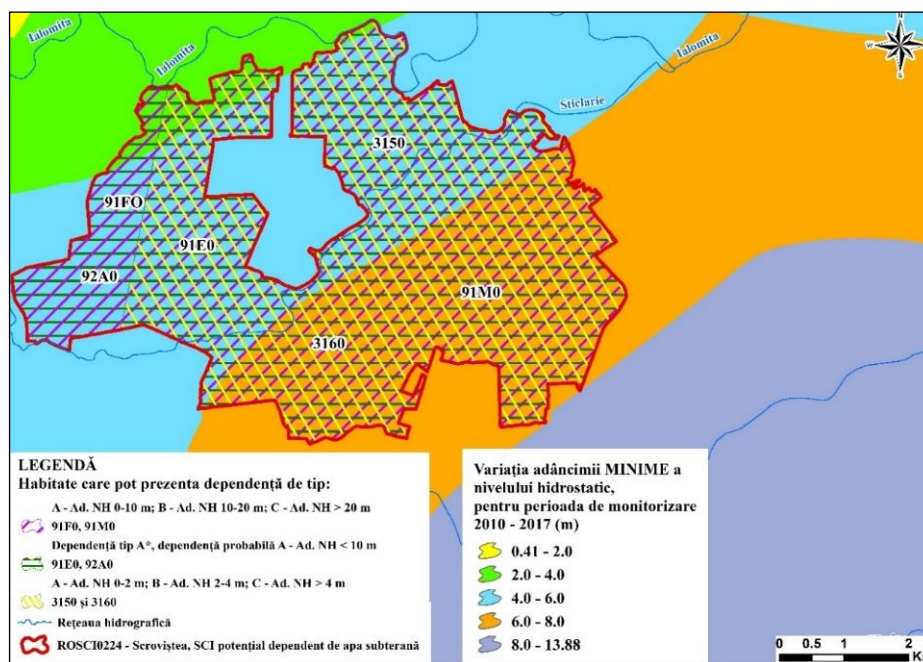 Ialomita
Ialomita
Ialomita
N
W
E
S
Sticlarie
3150
91FO
91E0
92A0
91M0
3160
LEGENDĂ
Habitate care pot prezenta dependență de tip:
A - Ad. NH 0-10 m; B - Ad. NH 10-20 m; C - Ad. NH > 20 m
91F0, 91M0
Dependență tip A*, dependență probabilă A - Ad. NH < 10 m
91E0, 92A0
A - Ad. NH 0-2 m; B - Ad. NH 2-4 m; C - Ad. NH > 4 m
3150 și 3160
Rețeaua hidrografică
ROSCI0224 - Scroviștea, SCI potențial dependent de apa subterană
Variația adâncimii MINIME a
nivelului hidrostatic,
pentru perioada de monitorizare
2010 - 2017 (m)
0.41 - 2.0
2.0 - 4.0
4.0 - 6.0
6.0 - 8.0
8.0 - 13.88
0 0.5 1 2